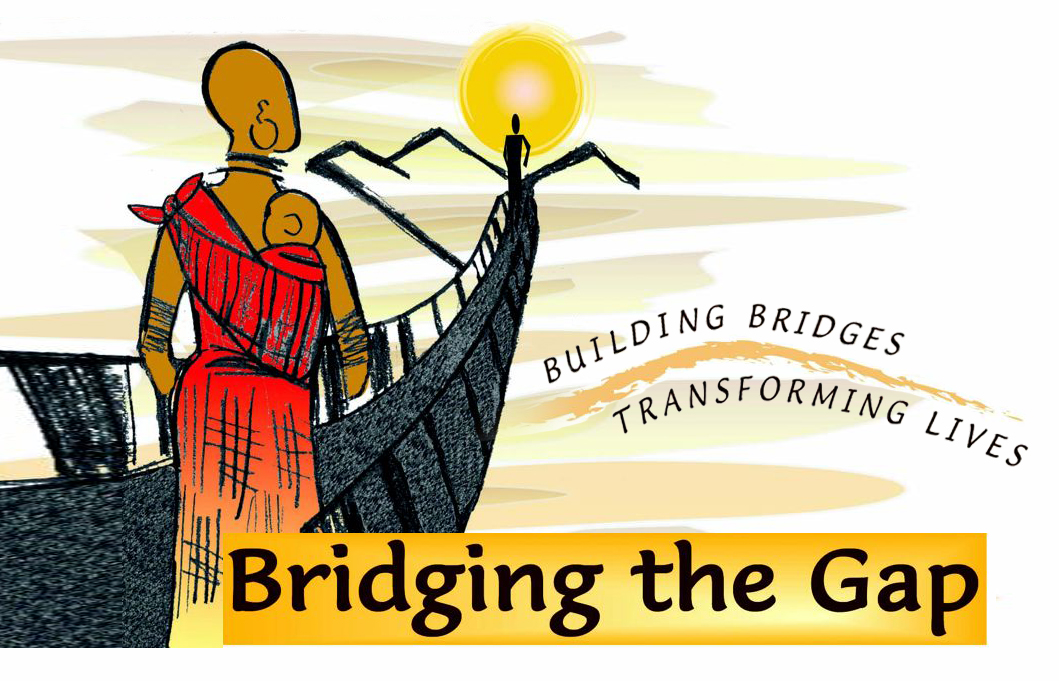 BUILDING BRIDGES
TRANSFORMING LIVES
Bridging the Gap